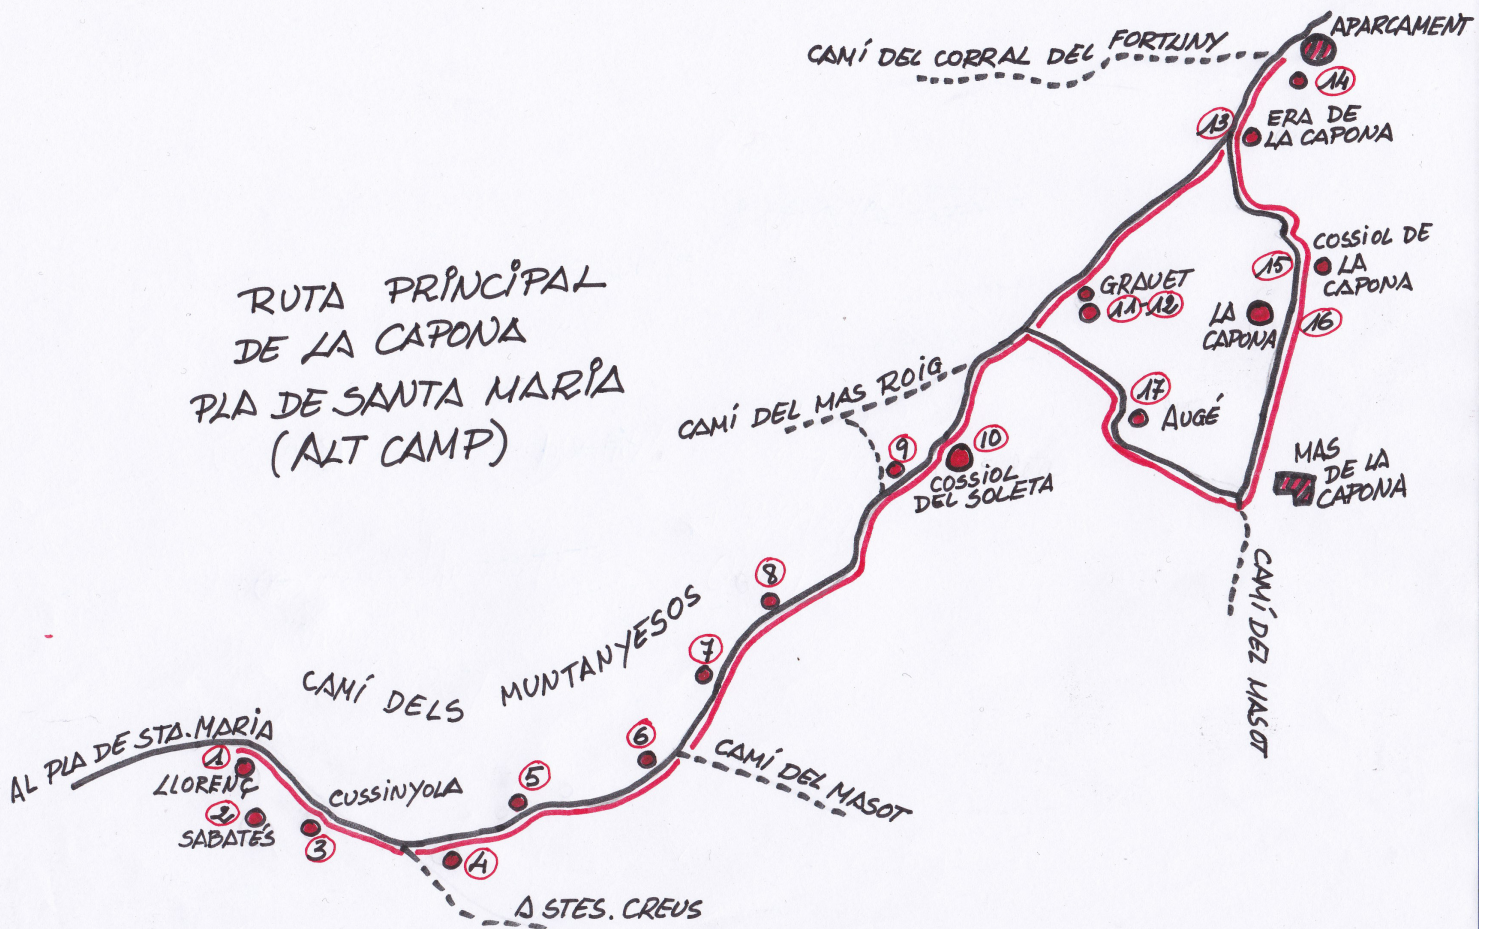 APARCAMENT
CAMÍ DEL CORRAL DEL FORTUNY
14
13
ERA DE
LA CAPONA
COSSIOL DE
LA
CAPONA
15
GRAUET
11-12
LA
CAPONA
16
RUTA PRINCIPAL
DE LA CAPONA
PLA DE SANTA MARIA
(ALT CAMP)
CAMÍ DEL MAS ROIG
17
AUGÉ
9
10
COSSIOL
DEL SOLETA
MAS
DE LA
CAPONA
CAMÍ DEL MASOT
8
7
CAMÍ DELS MUNTANYESOS
6
CAMÍ DEL MASOT
AL PLA DE STA. MARIA
1
LLORENÇ
CUSSINYOLA
5
2
SABATÉS
3
4
A STES. CREUS